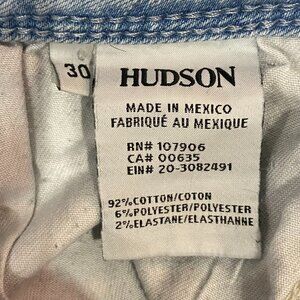 30
HUDSON
MADE IN MEXICO
FABRIQUÉ AU MEXIQUE
RN# 107906
CA# 00635
EIN# 20-3082491
92% COTTON/COTON
6% POLYESTER/POLYESTER
2% ELASTANE/ELASTHANNE